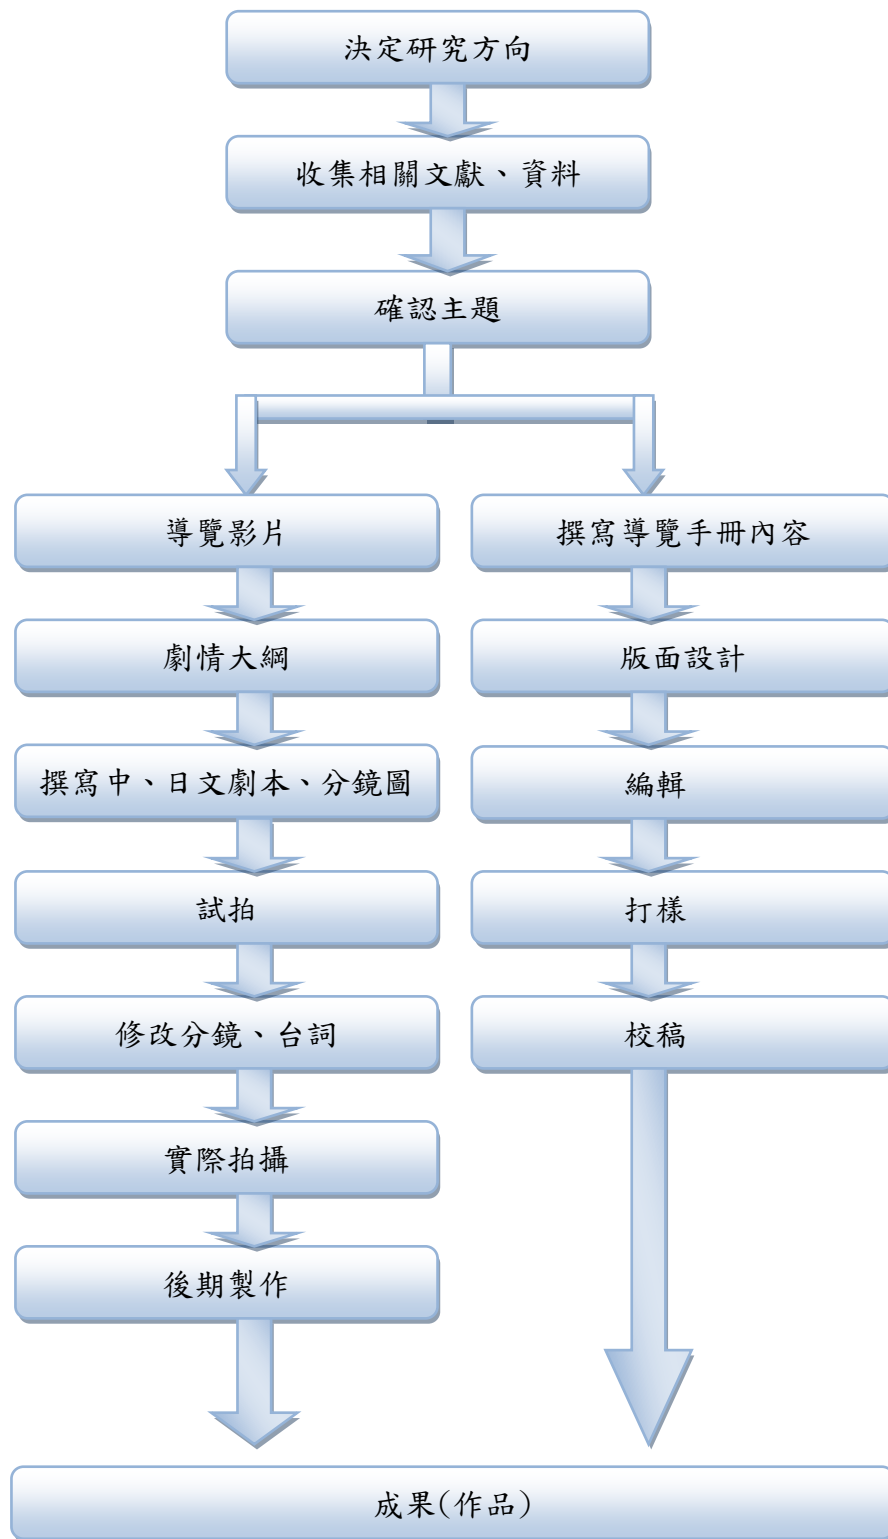 決定研究方向
收集相關文獻、資料
確認主題
導覽影片
劇情大綱
撰寫中、日文劇本、分鏡圖
試拍
修改分鏡、台詞
實際拍攝
後期製作
撰寫導覽手冊內容
版面設計
編輯
打樣
校稿
成果(作品)